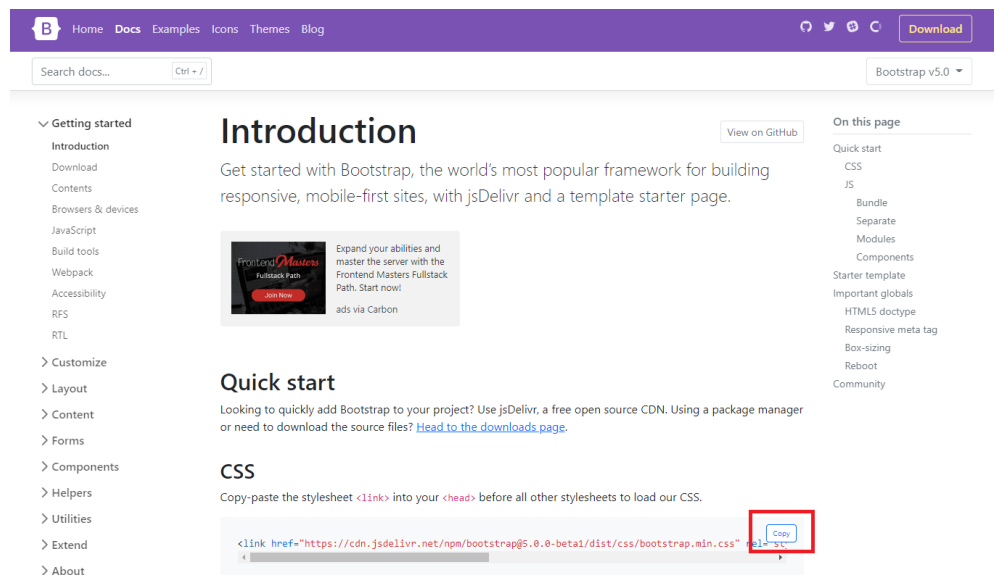 B Home Docs Examples Icons Themes Blog Download
Search docs... Ctrl + / Bootstrap v5.0
Getting started
Introduction
Download
Contents
Browsers & devices
JavaScript
Build tools
Webpack
Accessibility
RFS
RTL
Customize
Layout
Content
Forms
Components
Helpers
Utilities
Extend
About
Introduction
View on GitHub
Get started with Bootstrap, the world's most popular framework for building
responsive, mobile-first sites, with jsDelivr and a template starter page.
Frontend Masters
Fullstack Path
Join Now
Expand your abilities and
master the server with the
Frontend Masters Fullstack
Path. Start now!
ads via Carbon
Quick start
Looking to quickly add Bootstrap to your project? Use jsDelivr, a free open source CDN. Using a package manager
or need to download the source files? Head to the downloads page.
CSS
Copy-paste the stylesheet <link> into your <head> before all other stylesheets to load our CSS.
Copy
<link href="https://cdn.jsdelivr.net/npm/bootstrap@5.0.0-beta1/dist/css/bootstrap.min.css" rel="st
On this page
Quick start
CSS
JS
Bundle
Separate
Modules
Components
Starter template
Important globals
HTML5 doctype
Responsive meta tag
Box-sizing
Reboot
Community